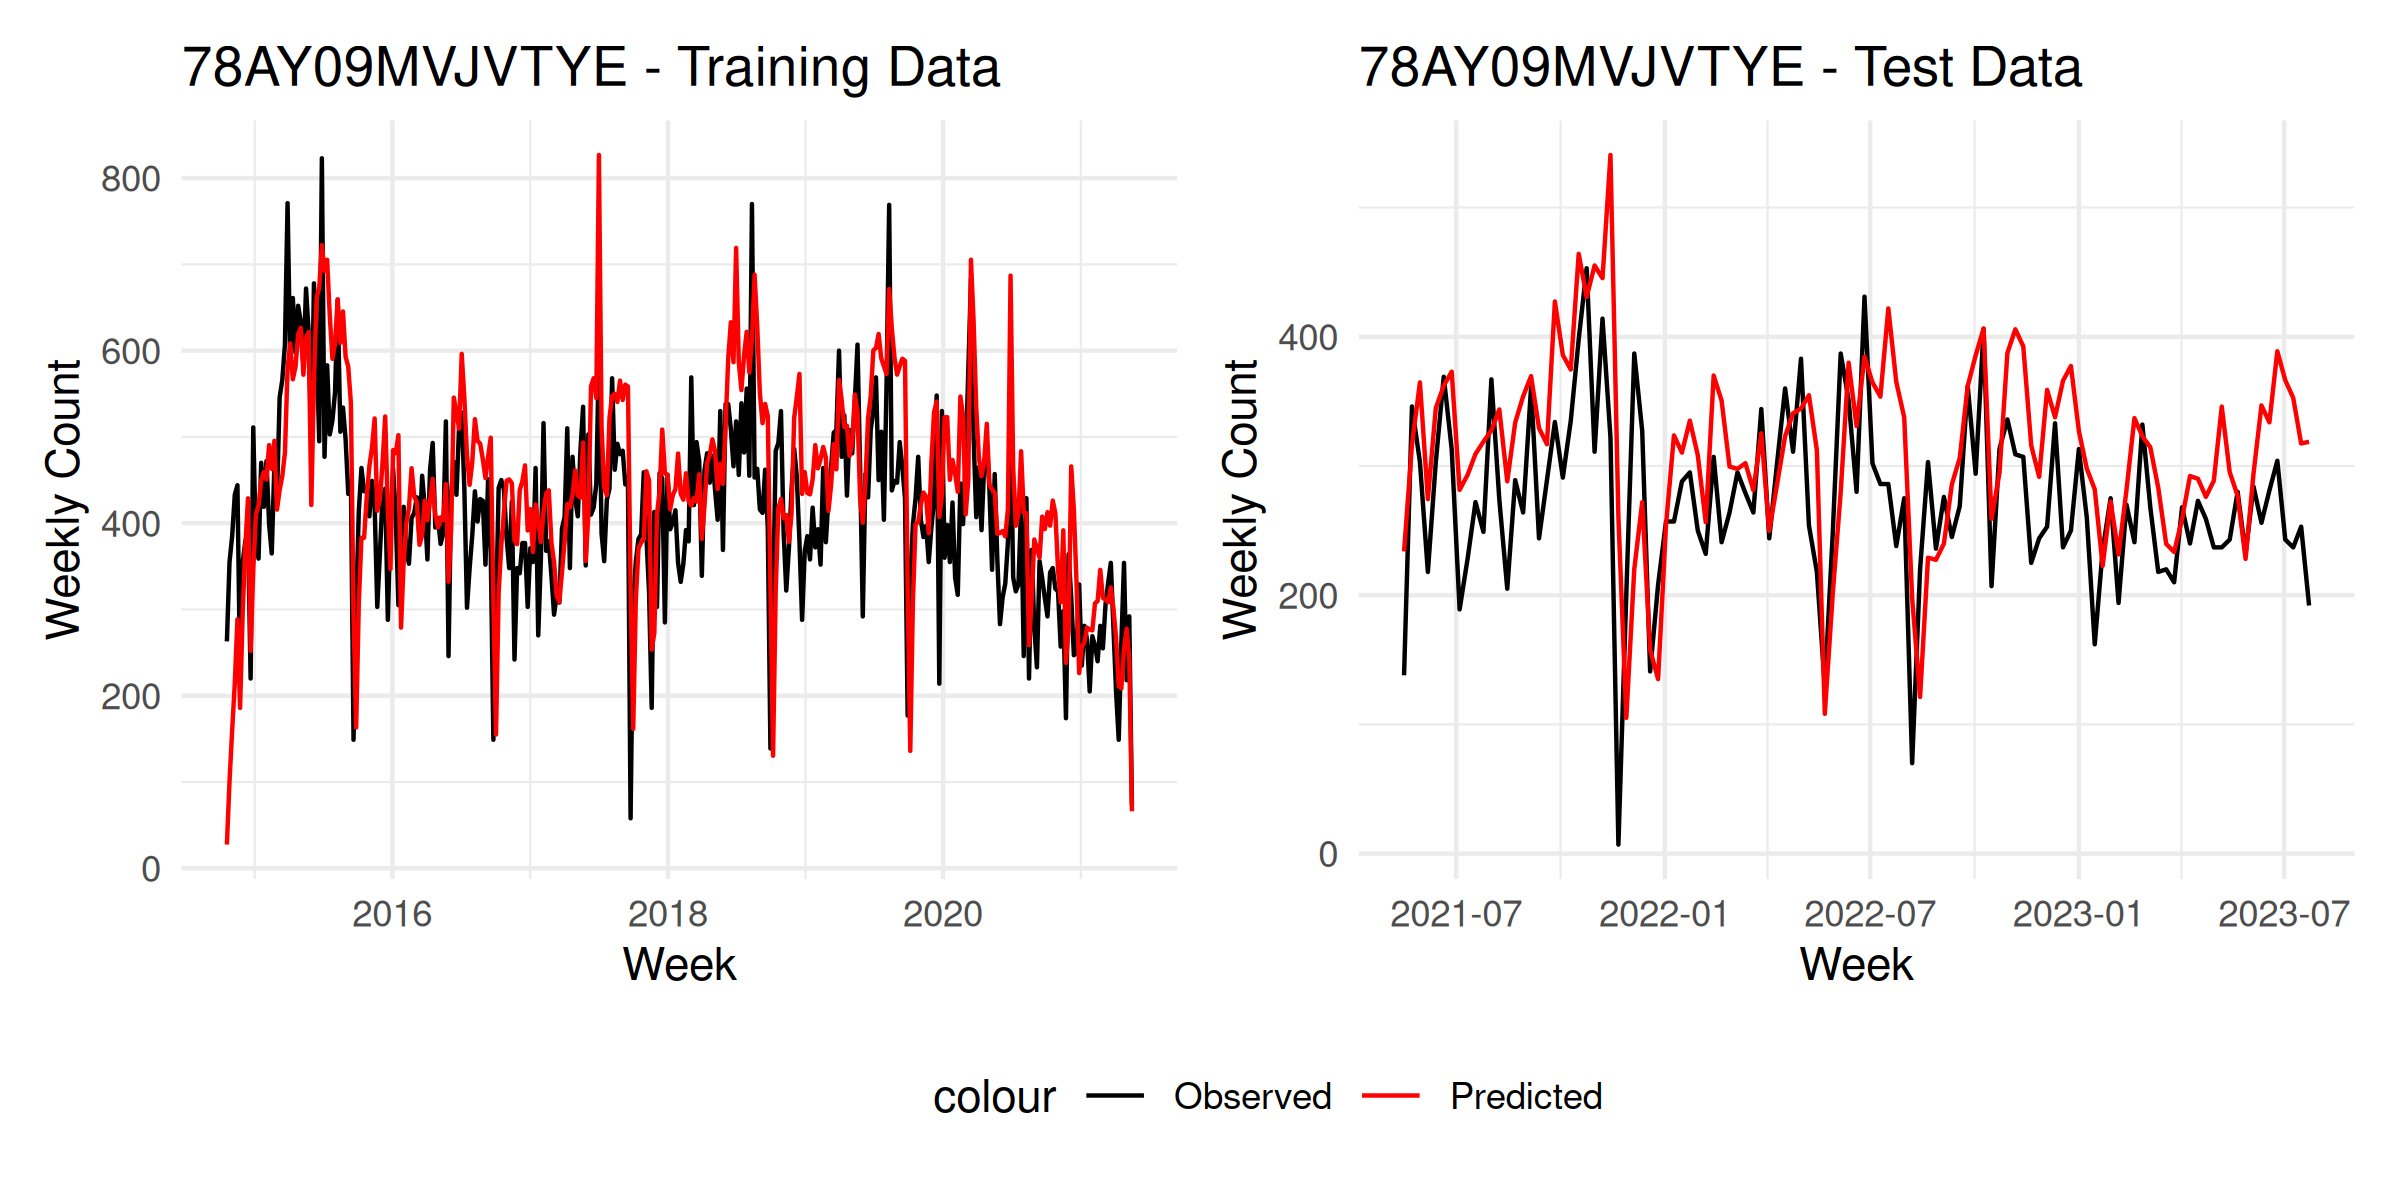 78AY09MVJVTYE - Training Data
Weekly Count
800
600
400
200
0
2016 2018 2020
Week
78AY09MVJVTYE - Test Data
Weekly Count
400
200
0
2021-07 2022-01 2022-07 2023-01 2023-07
Week
colour Observed Predicted